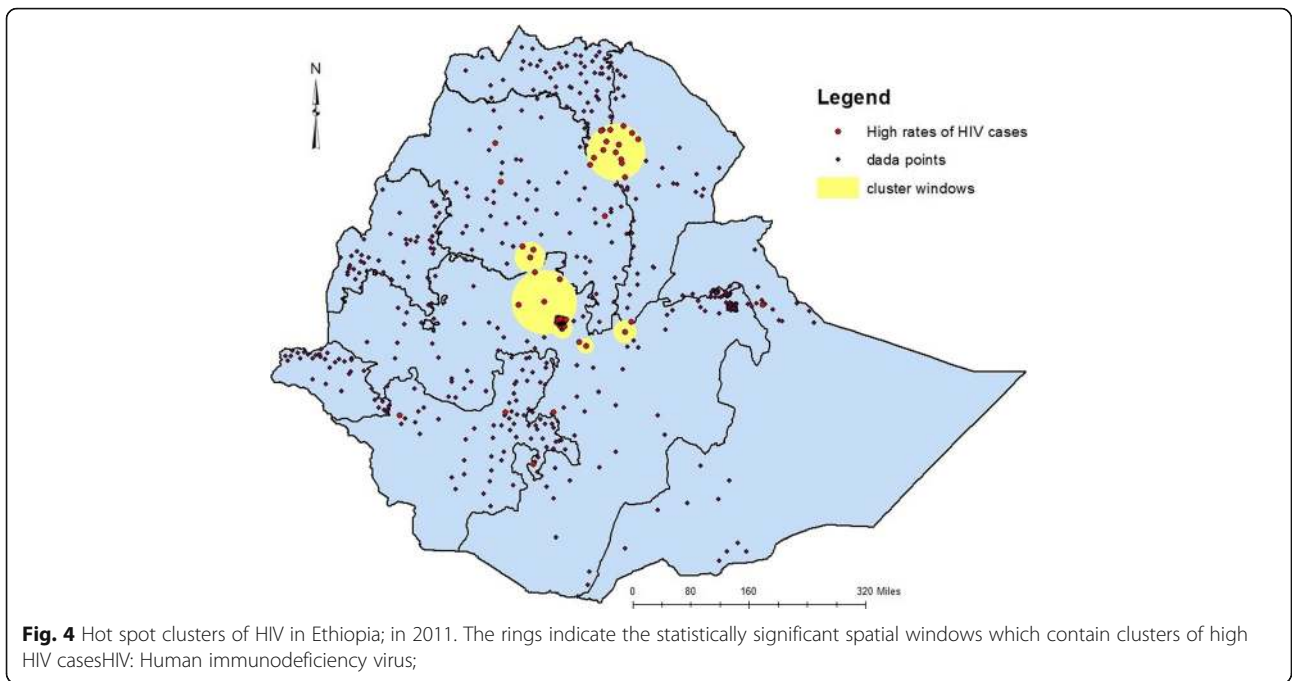 N
Legend
High rates of HIV cases
dada points
cluster windows
0 80 160 320 Miles
Fig. 4 Hot spot clusters of HIV in Ethiopia; in 2011. The rings indicate the statistically significant spatial windows which contain clusters of high
HIV casesHIV: Human immunodeficiency virus;